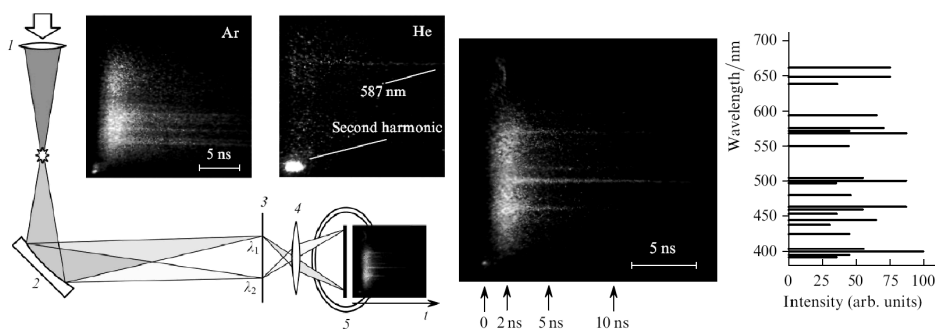 1
2
Ar
5 ns
He
587 nm
Second harmonic
3
4
λ1
λ2
5
t
5 ns
0
2 ns
5 ns
10 ns
Wavelength/nm
700
650
600
550
500
450
400
0
25
50
75
100
Intensity (arb. units)